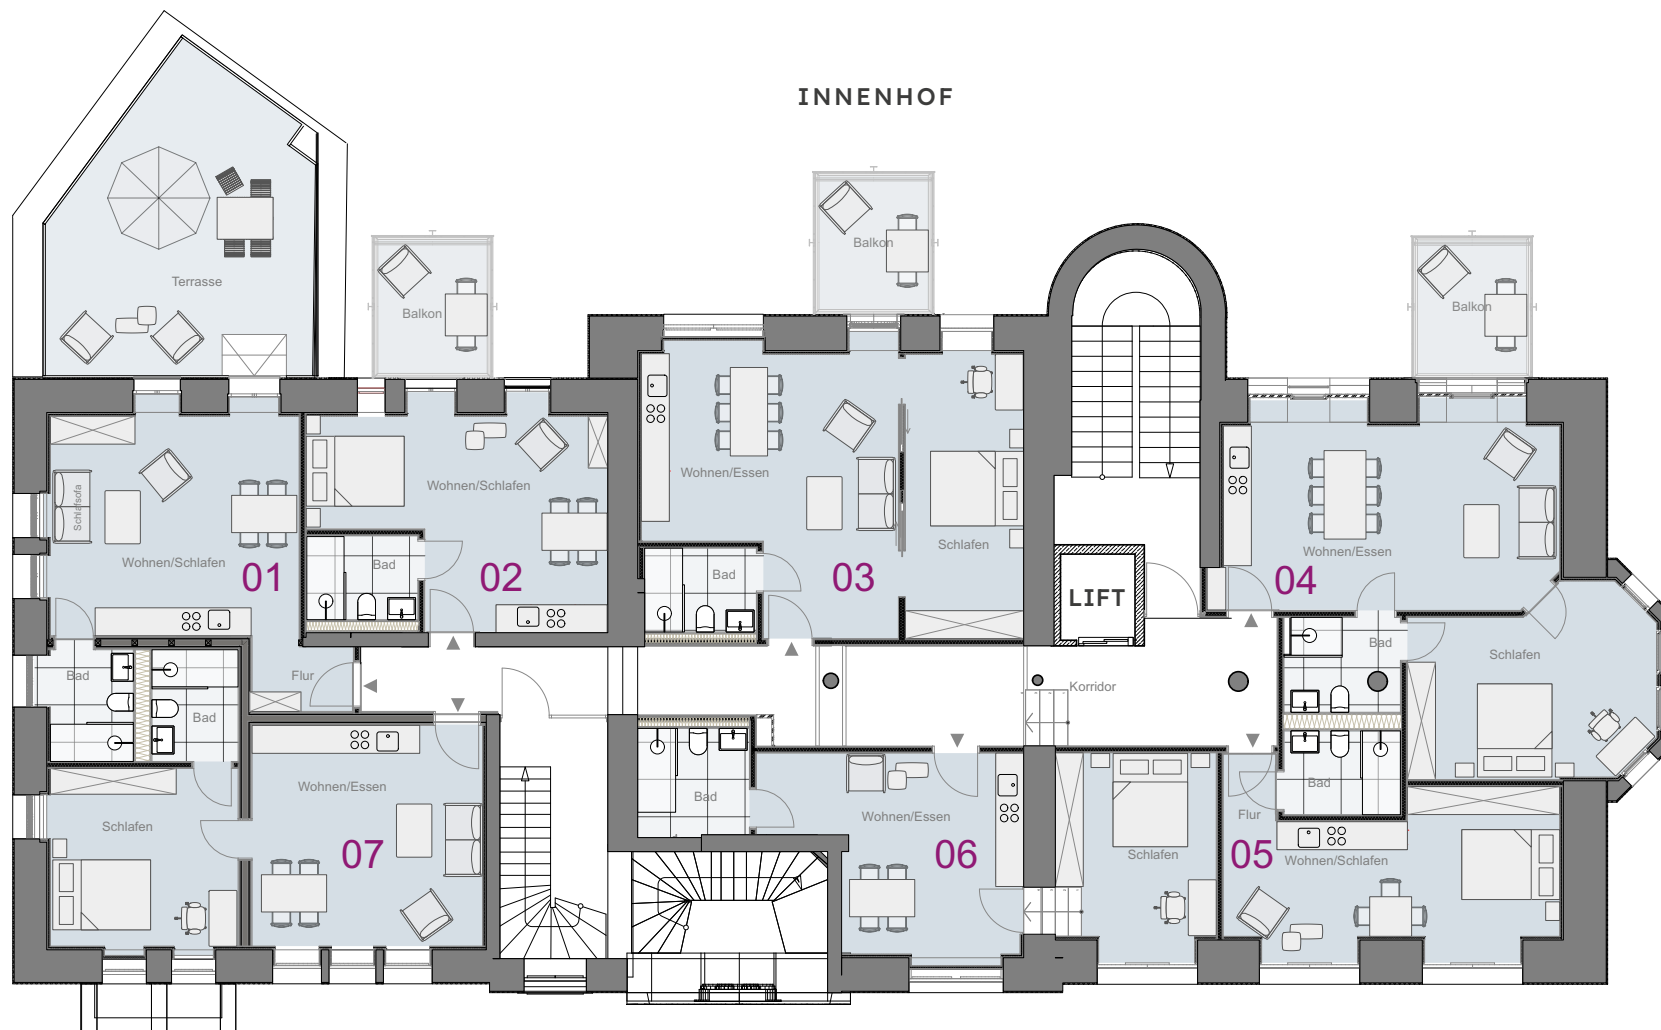 INNENHOF
Terrasse
Balkon
Balkon
Balkon
Schlafsofa
Wohnen/Schlafen
01
Wohnen/Schlafen
Bad
02
Wohnen/Essen
Schlafen
Bad
03
LIFT
Wohnen/Essen
04
Bad
Schlafen
Bad
Bad
Flur
Korridor
Wohnen/Essen
Schlafen
07
Bad
Wohnen/Essen
06
Schlafen
Bad
Flur
05
Wohnen/Schlafen